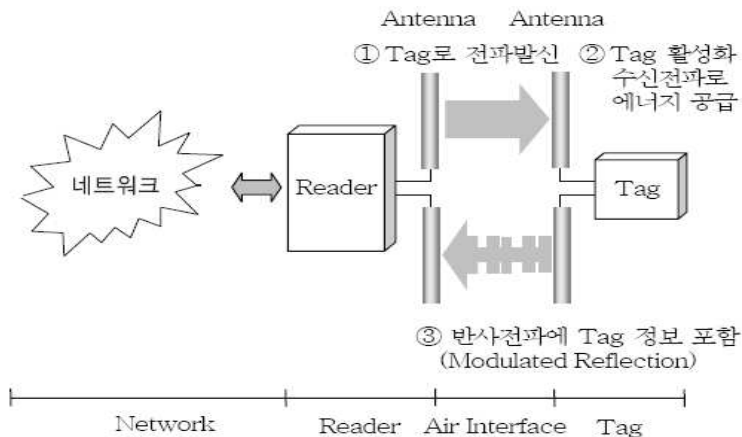 Antenna Antenna
① Tag로 전파발신
② Tag 활성화
수신전파로
에너지 공급
네트워크
Reader
Tag
③ 반사전파에 Tag 정보 포함
(Modulated Reflection)
Network Reader Air Interface Tag